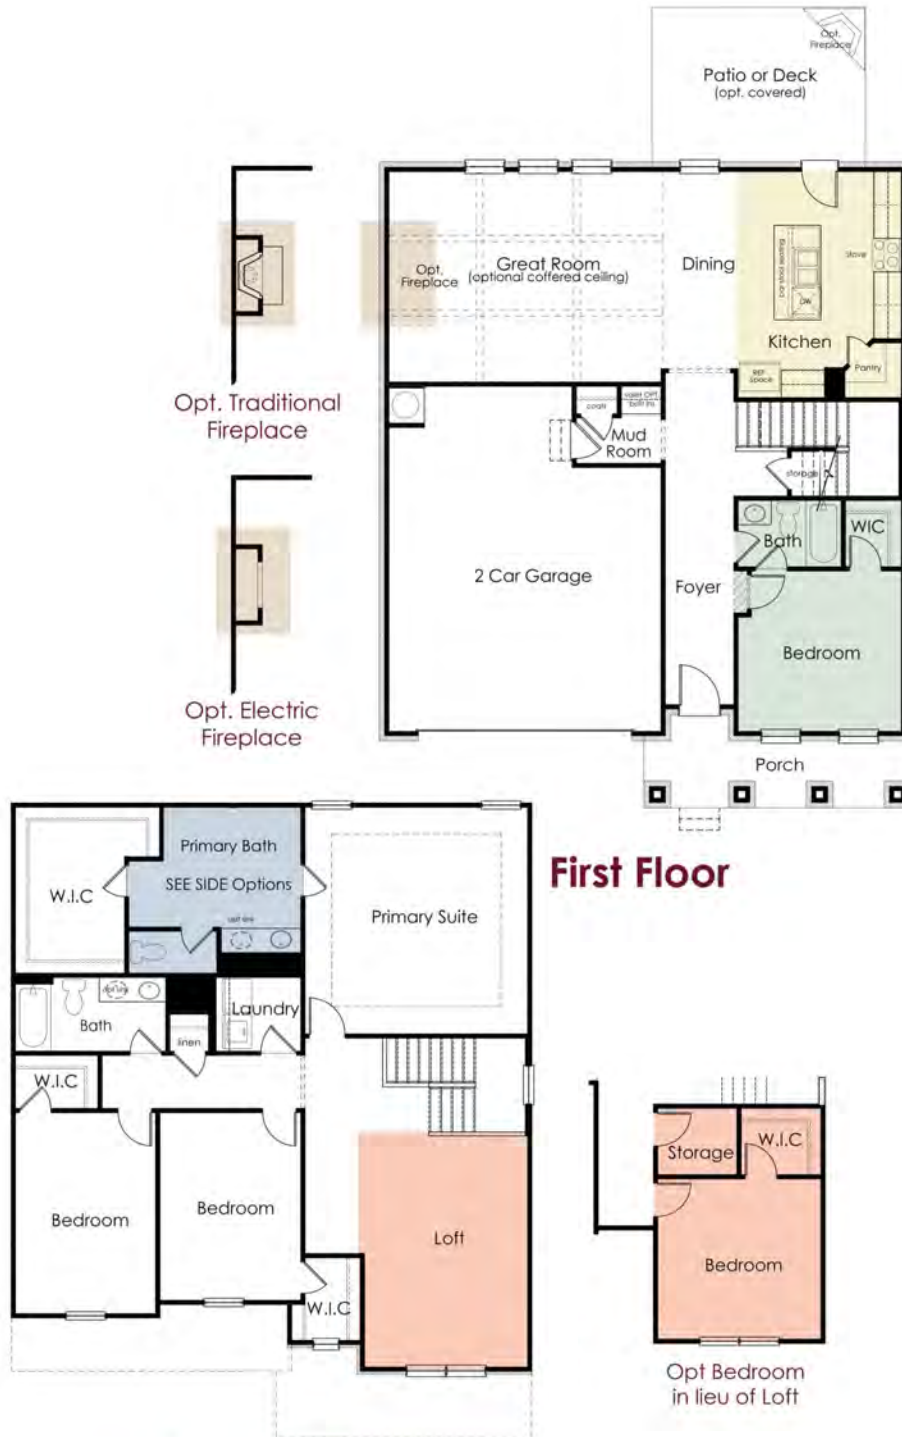 Opt.
Fireplace
Patio or Deck
(opt. covered)
Opt.
Fireplace
Great Room
(optional coffered ceiling)
Dining
bar stool seating
DW
Stove
Kitchen
REF.
Space
Pantry
Opt. Traditional
Fireplace
coats
Mud
Room
storage
Bath
WIC
2 Car Garage
Foyer
Bedroom
Opt. Electric
Fireplace
Porch
First Floor
W.I.C
Primary Bath
SEE SIDE Options
Primary Suite
Bath
linen
Laundry
W.I.C
Bedroom
Bedroom
W.I.C
Loft
Storage
W.I.C
Bedroom
Opt Bedroom
in lieu of Loft